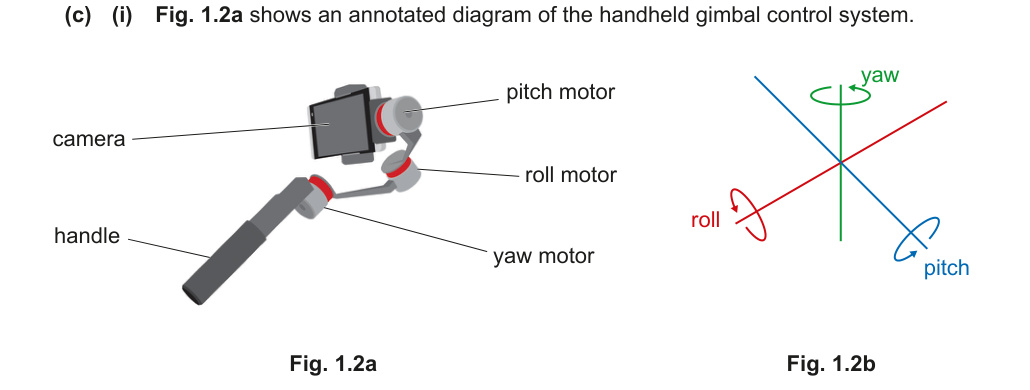 (c) (i) Fig. 1.2a shows an annotated diagram of the handheld gimbal control system.
pitch motor
camera
roll motor
handle
yaw motor
yaw
roll
pitch
Fig. 1.2a
Fig. 1.2b